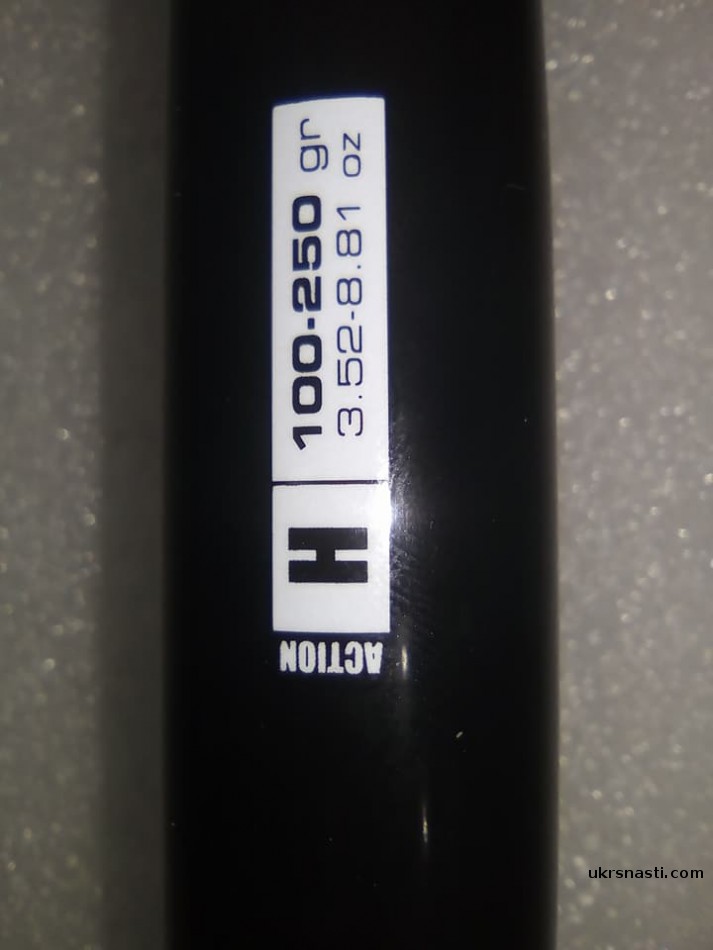 100-250 gr
3.52-8.81 oz
H
ACTION
ukrsnasti.com